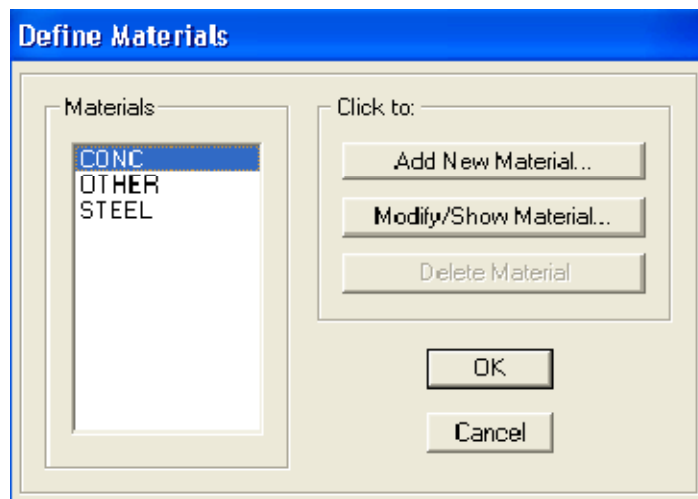 Define Materials
Materials
CONC
OTHER
STEEL
Click to:
Add New Material...
Modify/Show Material...
Delete Material
OK
Cancel